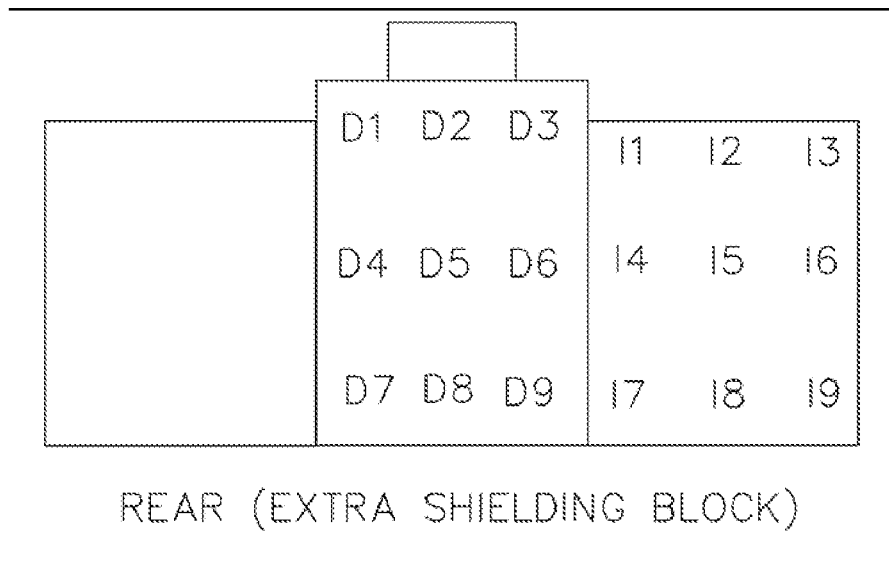 D1 D2 D3
I1 I2 I3
D4 D5 D6
I4 I5 I6
D7 D8 D9
I7 I8 I9
REAR (EXTRA SHIELDING BLOCK)